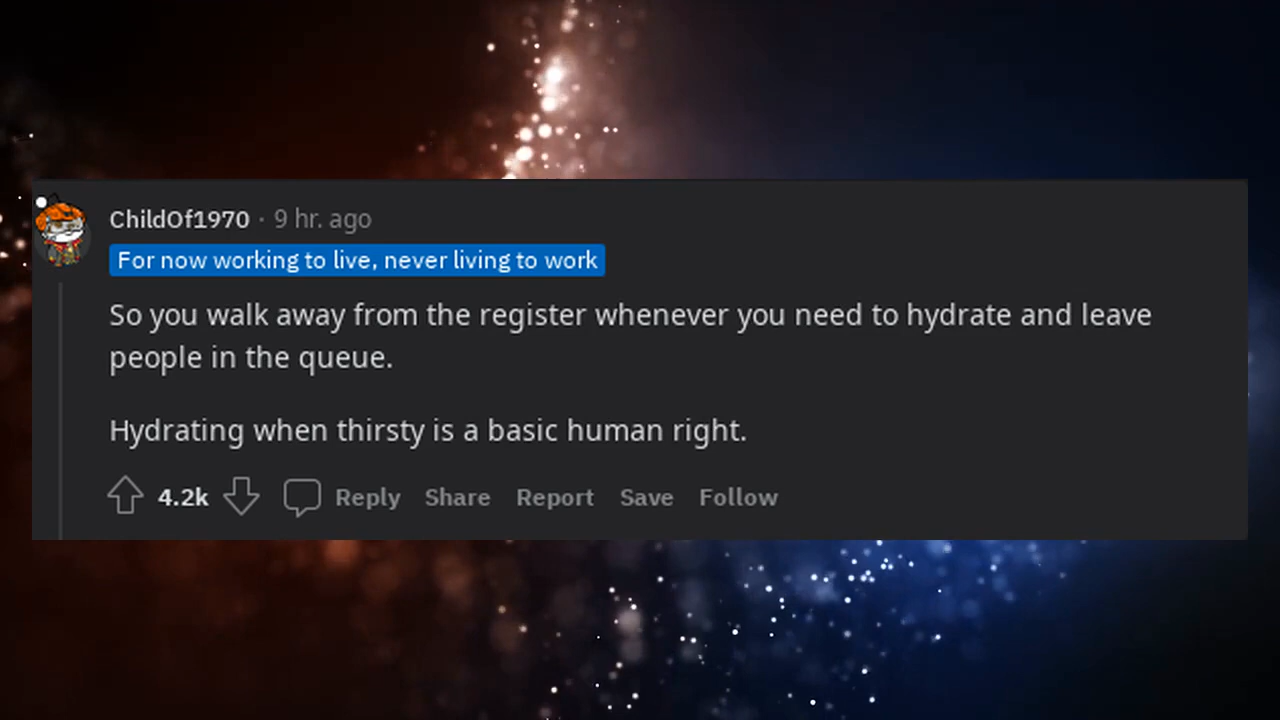 ChildOf1970 · 9 hr. ago
For now working to live, never living to work
So you walk away from the register whenever you need to hydrate and leave
people in the queue.
Hydrating when thirsty is a basic human right.
4.2k Reply Share Report Save Follow